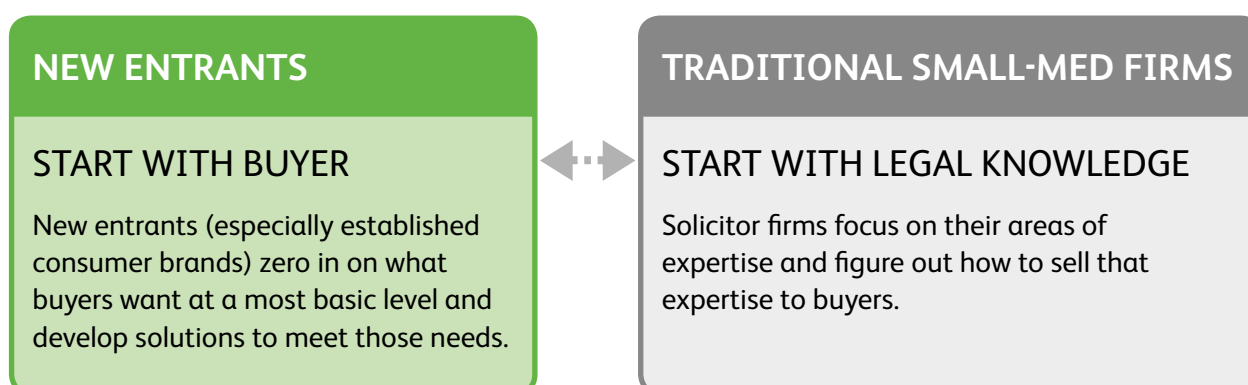 NEW ENTRANTS
START WITH BUYER
New entrants (especially established
consumer brands) zero in on what
buyers want at a most basic level and
develop solutions to meet those needs.
TRADITIONAL SMALL-MED FIRMS
START WITH LEGAL KNOWLEDGE
Solicitor firms focus on their areas of
expertise and figure out how to sell that
expertise to buyers.